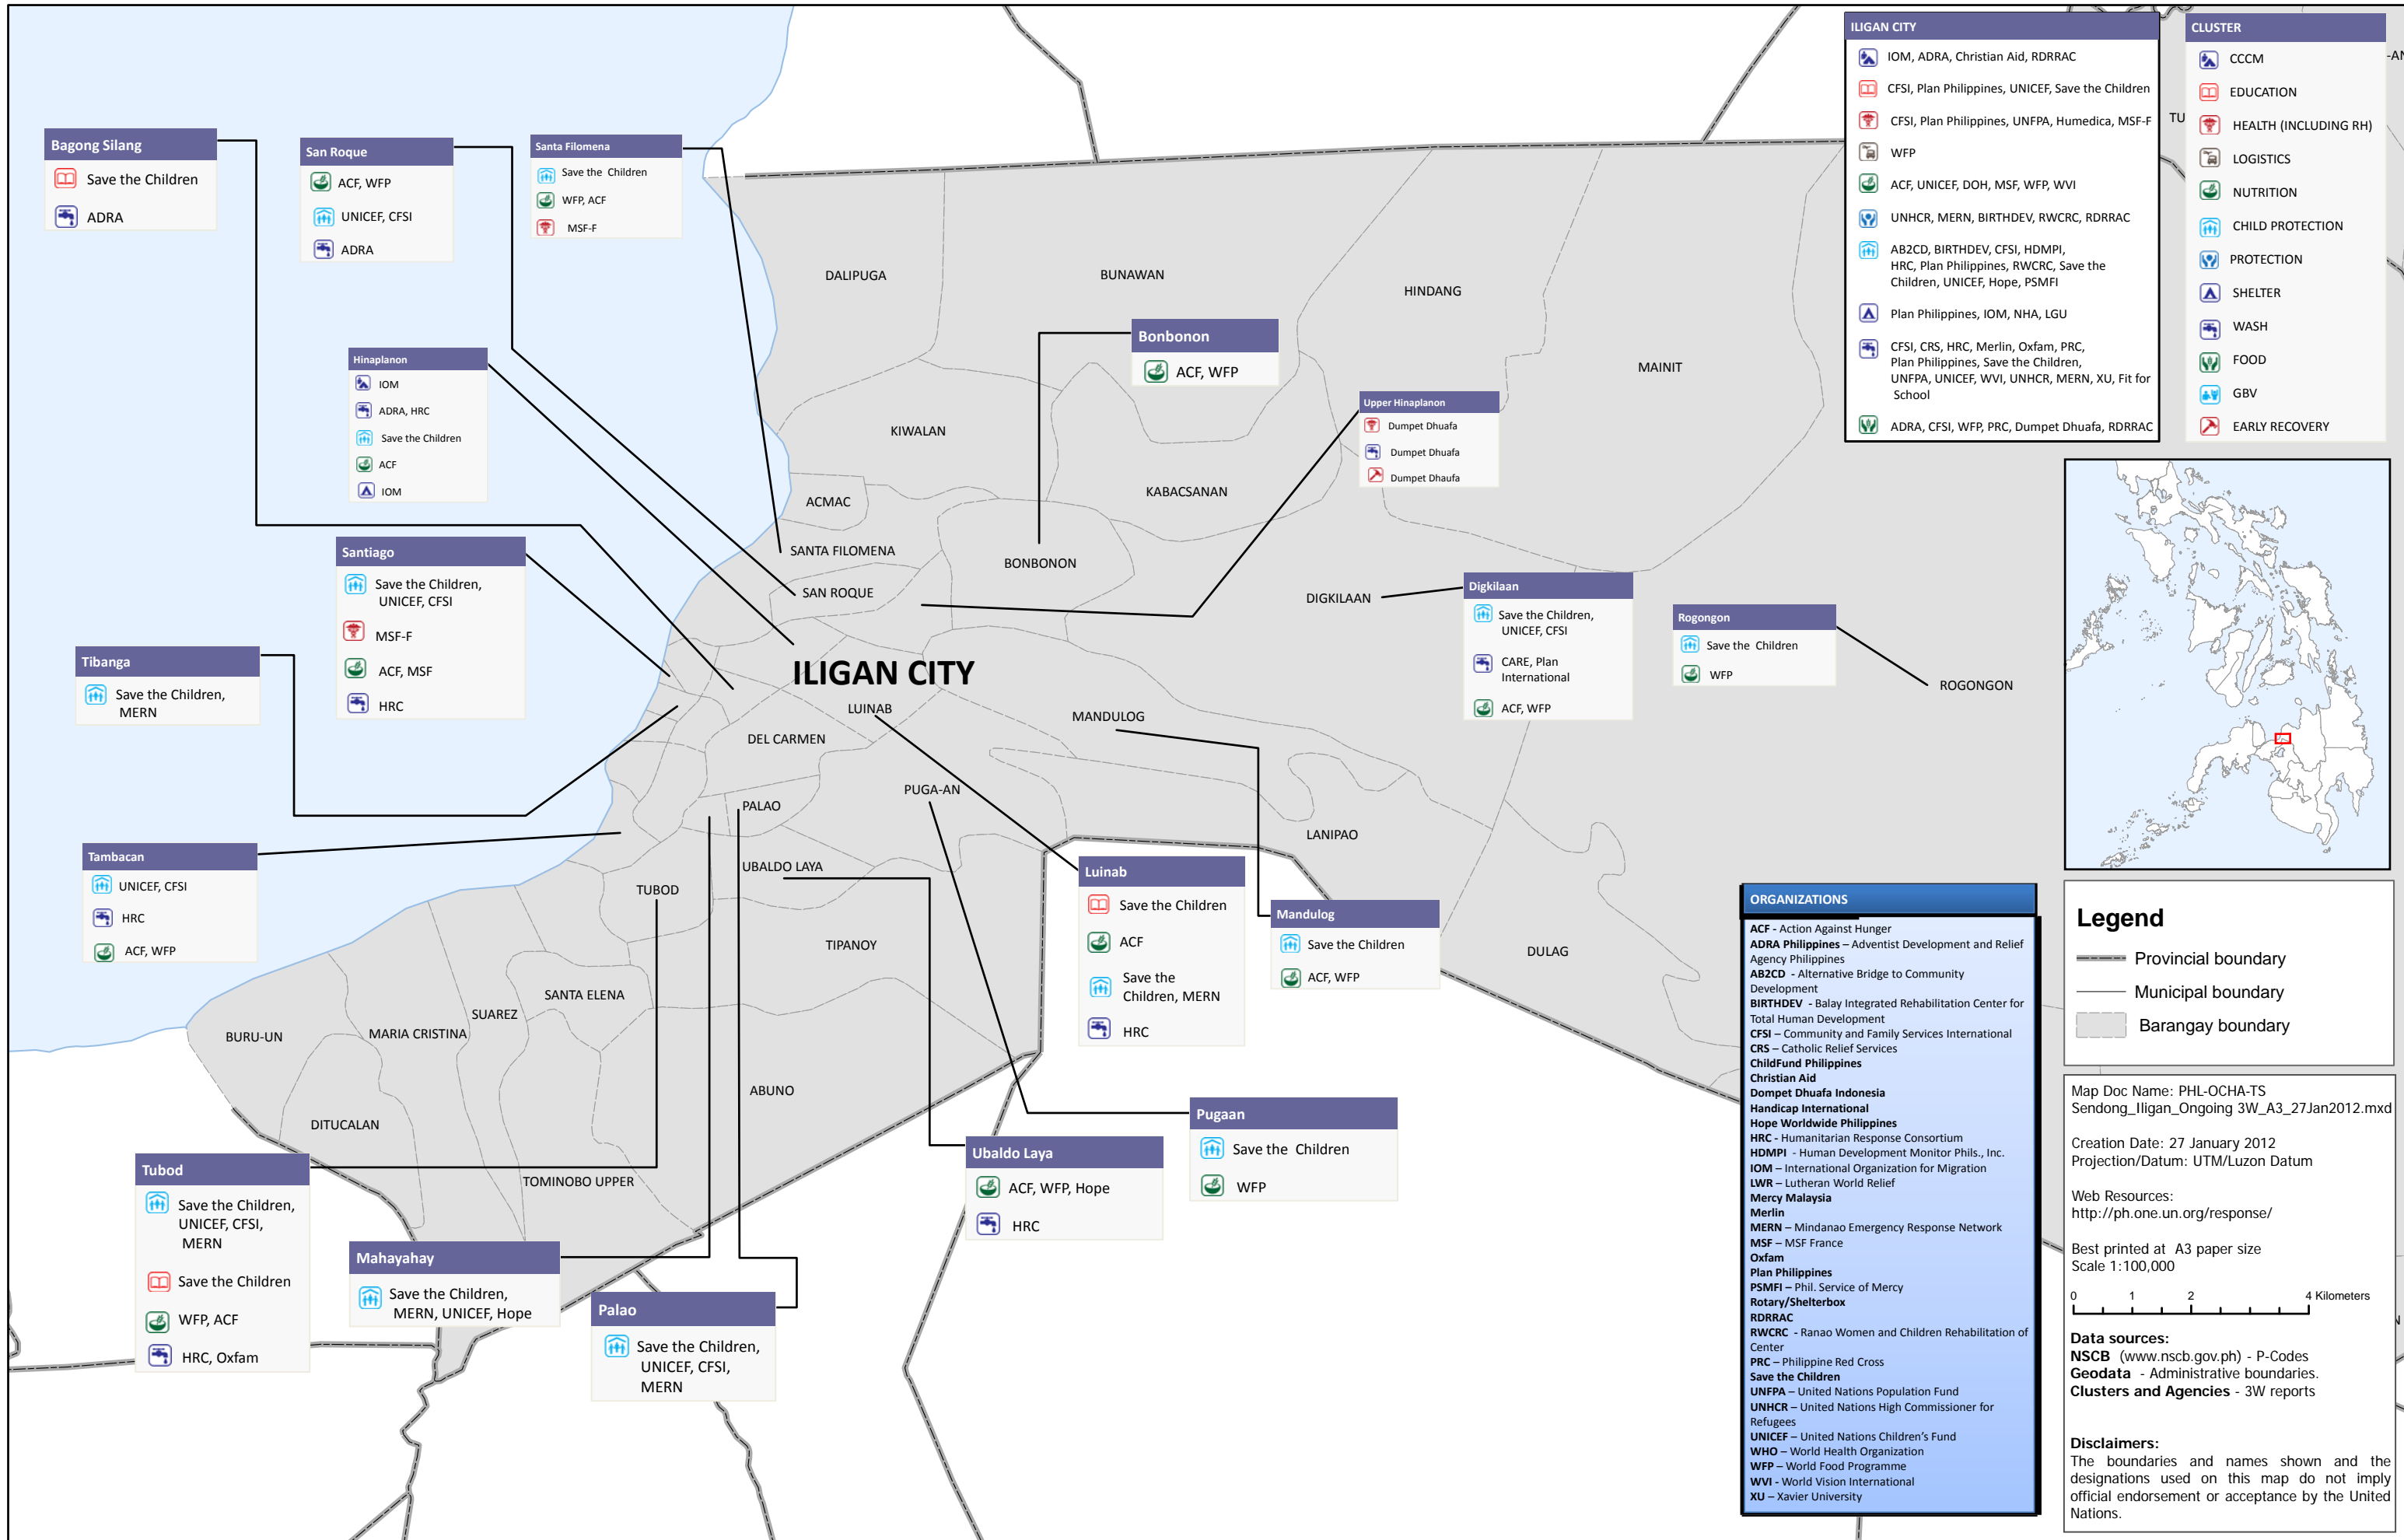 Bagong Silang
Save the Children
ADRA
San Roque
ACF, WFP
UNICEF, CFSI
ADRA
Santa Filomena
Save the Children
WFP, ACF
MSF-F
Hinaplanon
IOM
ADRA, HRC
Save the Children
ACF
IOM
Santiago
Save the Children,
UNICEF, CFSI
MSF-F
ACF, MSF
HRC
Tibanga
Save the Children,
MERN
Tambacan
UNICEF, CFSI
HRC
ACF, WFP
Tubod
Save the Children,
UNICEF, CFSI,
MERN
Save the Children
WFP, ACF
HRC, Oxfam
Mahayahay
Save the Children,
MERN, UNICEF, Hope
Palao
Save the Children,
UNICEF, CFSI,
MERN
Ubaldo Laya
ACF, WFP, Hope
HRC
Pugaan
Save the Children
WFP
Luinab
Save the Children
ACF
Save the
Children, MERN
HRC
Mandulog
Save the Children
ACF, WFP
Bonbonon
ACF, WFP
Upper Hinaplanon
Dumpet Dhuafa
Dumpet Dhuafa
Dumpet Dhaufa
Digkilaan
Save the Children,
UNICEF, CFSI
CARE, Plan
International
ACF, WFP
Rogongon
Save the Children
WFP
DALIPUGA
BUNAWAN
HINDANG
MAINIT
KIWALAN
KABACSANAN
ACMAC
SANTA FILOMENA
BONBONON
SAN ROQUE
DIGKILAAN
ROGONGON
ILIGAN CITY
LUINAB
MANDULOG
DEL CARMEN
PUGA-AN
PALAO
LANIPAO
UBALDO LAYA
TUBOD
TIPANOY
DULAG
SANTA ELENA
SUAREZ
MARIA CRISTINA
BURU-UN
ABUNO
DITUCALAN
TOMINOBO UPPER
TU
-AN
N
ILIGAN CITY
IOM, ADRA, Christian Aid, RDRRAC
CFSI, Plan Philippines, UNICEF, Save the Children
CFSI, Plan Philippines, UNFPA, Humedica, MSF-F
WFP
ACF, UNICEF, DOH, MSF, WFP, WVI
UNHCR, MERN, BIRTHDEV, RWCRC, RDRRAC
AB2CD, BIRTHDEV, CFSI, HDMPI,
HRC, Plan Philippines, RWCRC, Save the
Children, UNICEF, Hope, PSMFI
Plan Philippines, IOM, NHA, LGU
CFSI, CRS, HRC, Merlin, Oxfam, PRC,
Plan Philippines, Save the Children,
UNFPA, UNICEF, WVI, UNHCR, MERN, XU, Fit for
School
ADRA, CFSI, WFP, PRC, Dumpet Dhuafa, RDRRAC
CLUSTER
CCCM
EDUCATION
HEALTH (INCLUDING RH)
LOGISTICS
NUTRITION
CHILD PROTECTION
PROTECTION
SHELTER
WASH
FOOD
GBV
EARLY RECOVERY
ORGANIZATIONS
ACF - Action Against Hunger
ADRA Philippines – Adventist Development and Relief
Agency Philippines
AB2CD - Alternative Bridge to Community
Development
BIRTHDEV - Balay Integrated Rehabilitation Center for
Total Human Development
CFSI – Community and Family Services International
CRS – Catholic Relief Services
ChildFund Philippines
Christian Aid
Dompet Dhuafa Indonesia
Handicap International
Hope Worldwide Philippines
HRC - Humanitarian Response Consortium
HDMPI - Human Development Monitor Phils., Inc.
IOM – International Organization for Migration
LWR – Lutheran World Relief
Mercy Malaysia
Merlin
MERN – Mindanao Emergency Response Network
MSF – MSF France
Oxfam
Plan Philippines
PSMFI – Phil. Service of Mercy
Rotary/Shelterbox
RDRRAC
RWCRC - Ranao Women and Children Rehabilitation of
Center
PRC – Philippine Red Cross
Save the Children
UNFPA – United Nations Population Fund
UNHCR – United Nations High Commissioner for
Refugees
UNICEF – United Nations Children's Fund
WHO – World Health Organization
WFP – World Food Programme
WVI - World Vision International
XU – Xavier University
Legend
Provincial boundary
Municipal boundary
Barangay boundary
Map Doc Name: PHL-OCHA-TS
Sendong_Iligan_Ongoing 3W_A3_27Jan2012.mxd
Creation Date: 27 January 2012
Projection/Datum: UTM/Luzon Datum
Web Resources:
http://ph.one.un.org/response/
Best printed at A3 paper size
Scale 1:100,000
0 1 2 4 Kilometers
Data sources:
NSCB (www.nscb.gov.ph) - P-Codes
Geodata - Administrative boundaries.
Clusters and Agencies - 3W reports
Disclaimers:
The boundaries and names shown and the
designations used on this map do not imply
official endorsement or acceptance by the United
Nations.